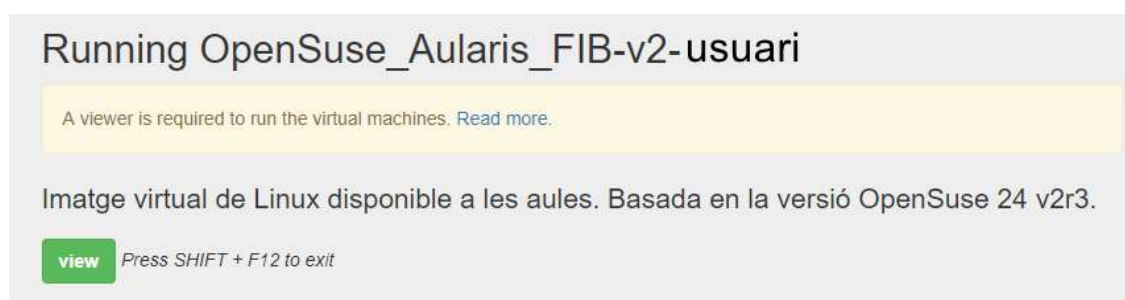 Running OpenSuse_Aularis_FIB-v2-usuari
A viewer is required to run the virtual machines. Read more.
Imatge virtual de Linux disponible a les aules. Basada en la versió OpenSuse 24 v2r3.
view Press SHIFT + F12 to exit